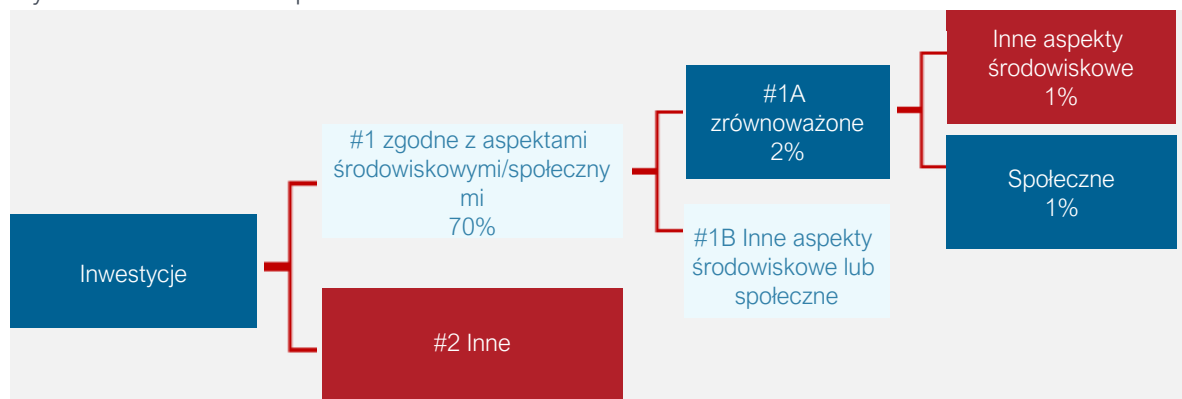 Inne aspekty
środowiskowe
1%
#1A
zrównoważone
2%
#1 zgodne z aspektami
środowiskowymi/społeczny
mi
70%
Społeczne
1%
#1B Inne aspekty
środowiskowe lub
społeczne
Inwestycje
#2 Inne